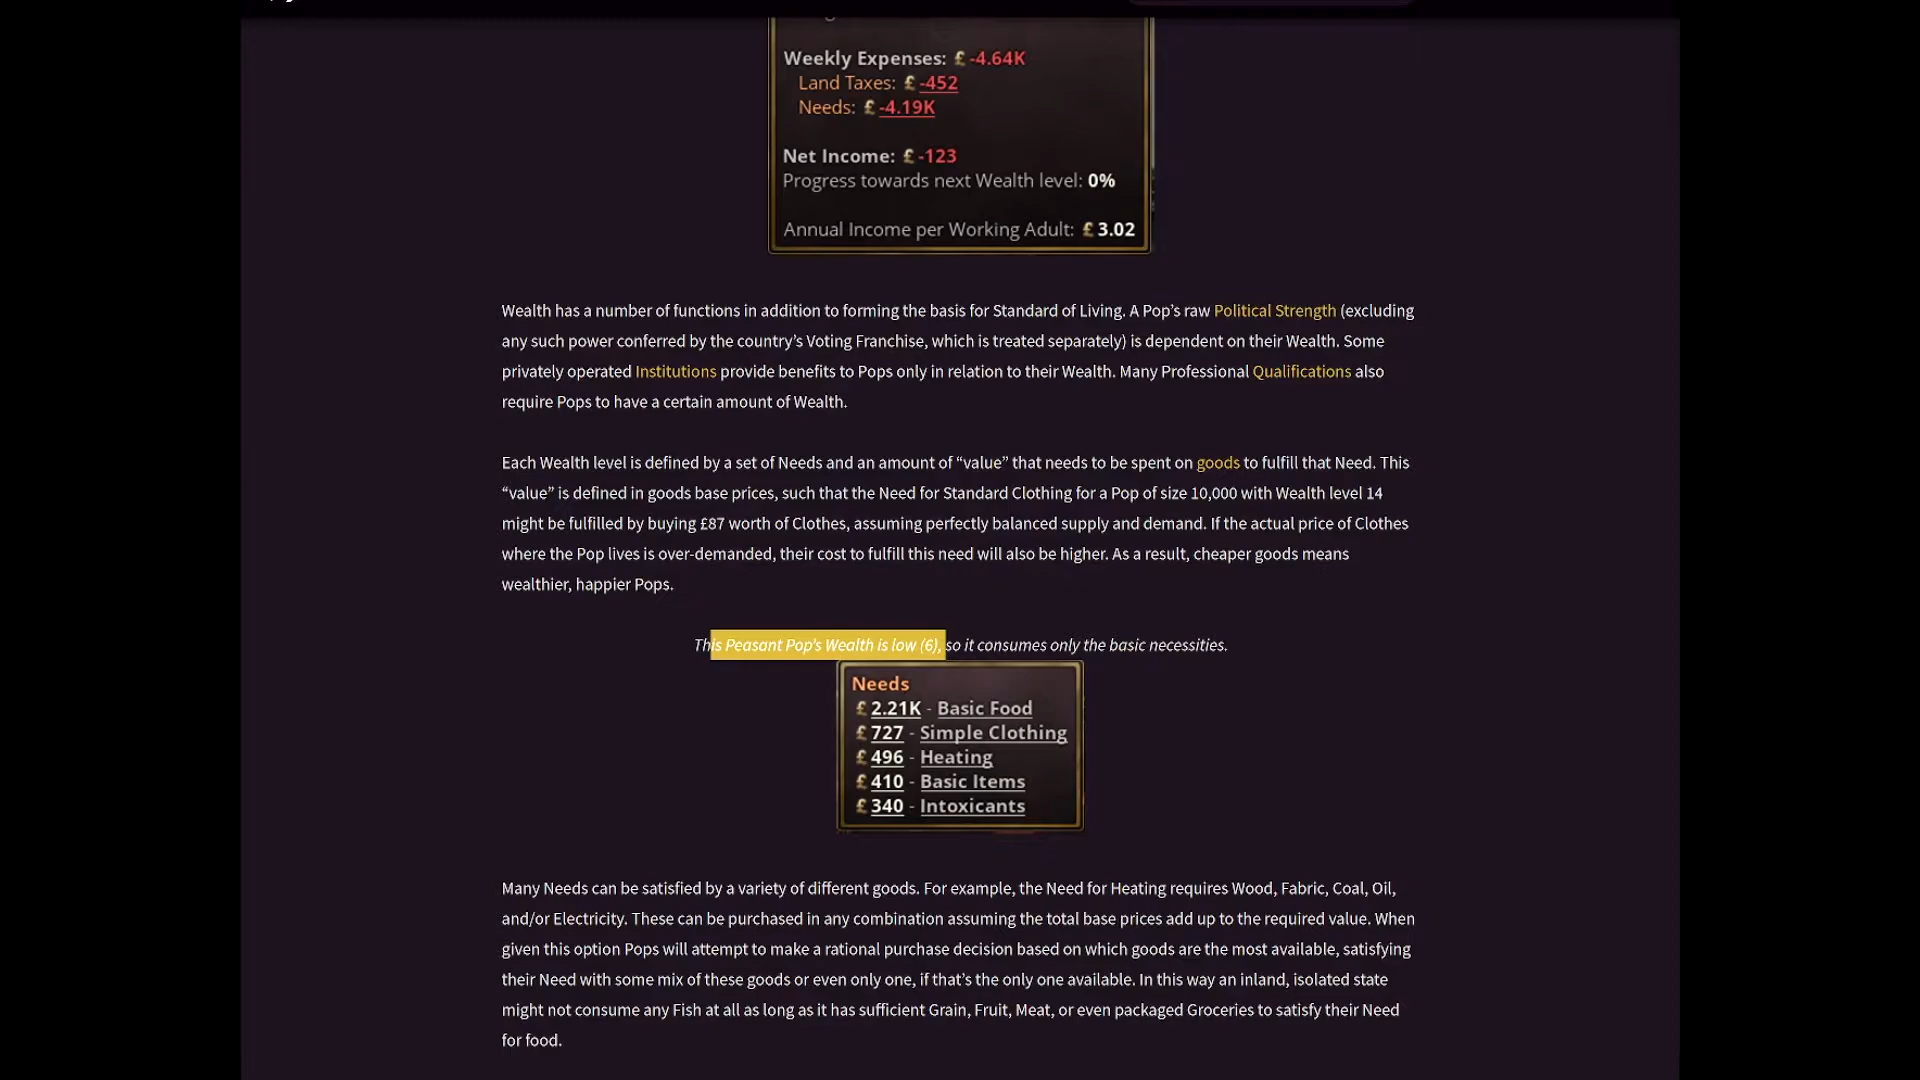 Weekly Expenses: £ -4.64K
Land Taxes: £ -452
Needs: £ -4.19K
Net Income: £ -123
Progress towards next Wealth level: 0%
Annual Income per Working Adult: £ 3.02
Wealth has a number of functions in addition to forming the basis for Standard of Living. A Pop’s raw Political Strength (excluding
any such power conferred by the country’s Voting Franchise, which is treated separately) is dependent on their Wealth. Some
privately operated Institutions provide benefits to Pops only in relation to their Wealth. Many Professional Qualifications also
require Pops to have a certain amount of Wealth.
Each Wealth level is defined by a set of Needs and an amount of “value” that needs to be spent on goods to fulfill that Need. This
“value” is defined in goods base prices, such that the Need for Standard Clothing for a Pop of size 10,000 with Wealth level 14
might be fulfilled by buying £87 worth of Clothes, assuming perfectly balanced supply and demand. If the actual price of Clothes
where the Pop lives is over-demanded, their cost to fulfill this need will also be higher. As a result, cheaper goods means
wealthier, happier Pops.
This Peasant Pop’s Wealth is low (6), so it consumes only the basic necessities.
Needs
£ 2.21K - Basic Food
£ 727 - Simple Clothing
£ 496 - Heating
£ 410 - Basic Items
£ 340 - Intoxicants
Many Needs can be satisfied by a variety of different goods. For example, the Need for Heating requires Wood, Fabric, Coal, Oil,
and/or Electricity. These can be purchased in any combination assuming the total base prices add up to the required value. When
given this option Pops will attempt to make a rational purchase decision based on which goods are the most available, satisfying
their Need with some mix of these goods or even only one, if that’s the only one available. In this way an inland, isolated state
might not consume any Fish at all as long as it has sufficient Grain, Fruit, Meat, or even packaged Groceries to satisfy their Need
for food.